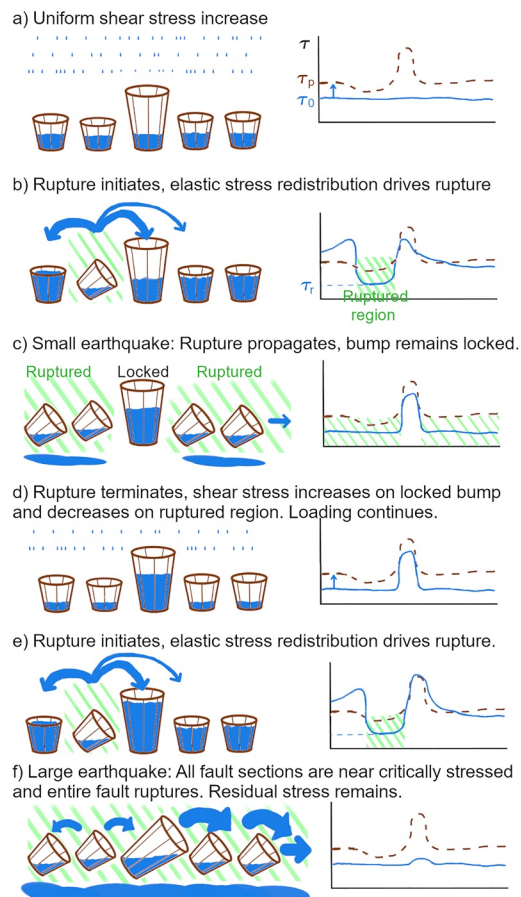 a) Uniform shear stress increase
τ
τp
τ0
b) Rupture initiates, elastic stress redistribution drives rupture
τr
Ruptured
region
c) Small earthquake: Rupture propagates, bump remains locked.
Ruptured Locked Ruptured
d) Rupture terminates, shear stress increases on locked bump
and decreases on ruptured region. Loading continues.
e) Rupture initiates, elastic stress redistribution drives rupture.
f) Large earthquake: All fault sections are near critically stressed
and entire fault ruptures. Residual stress remains.